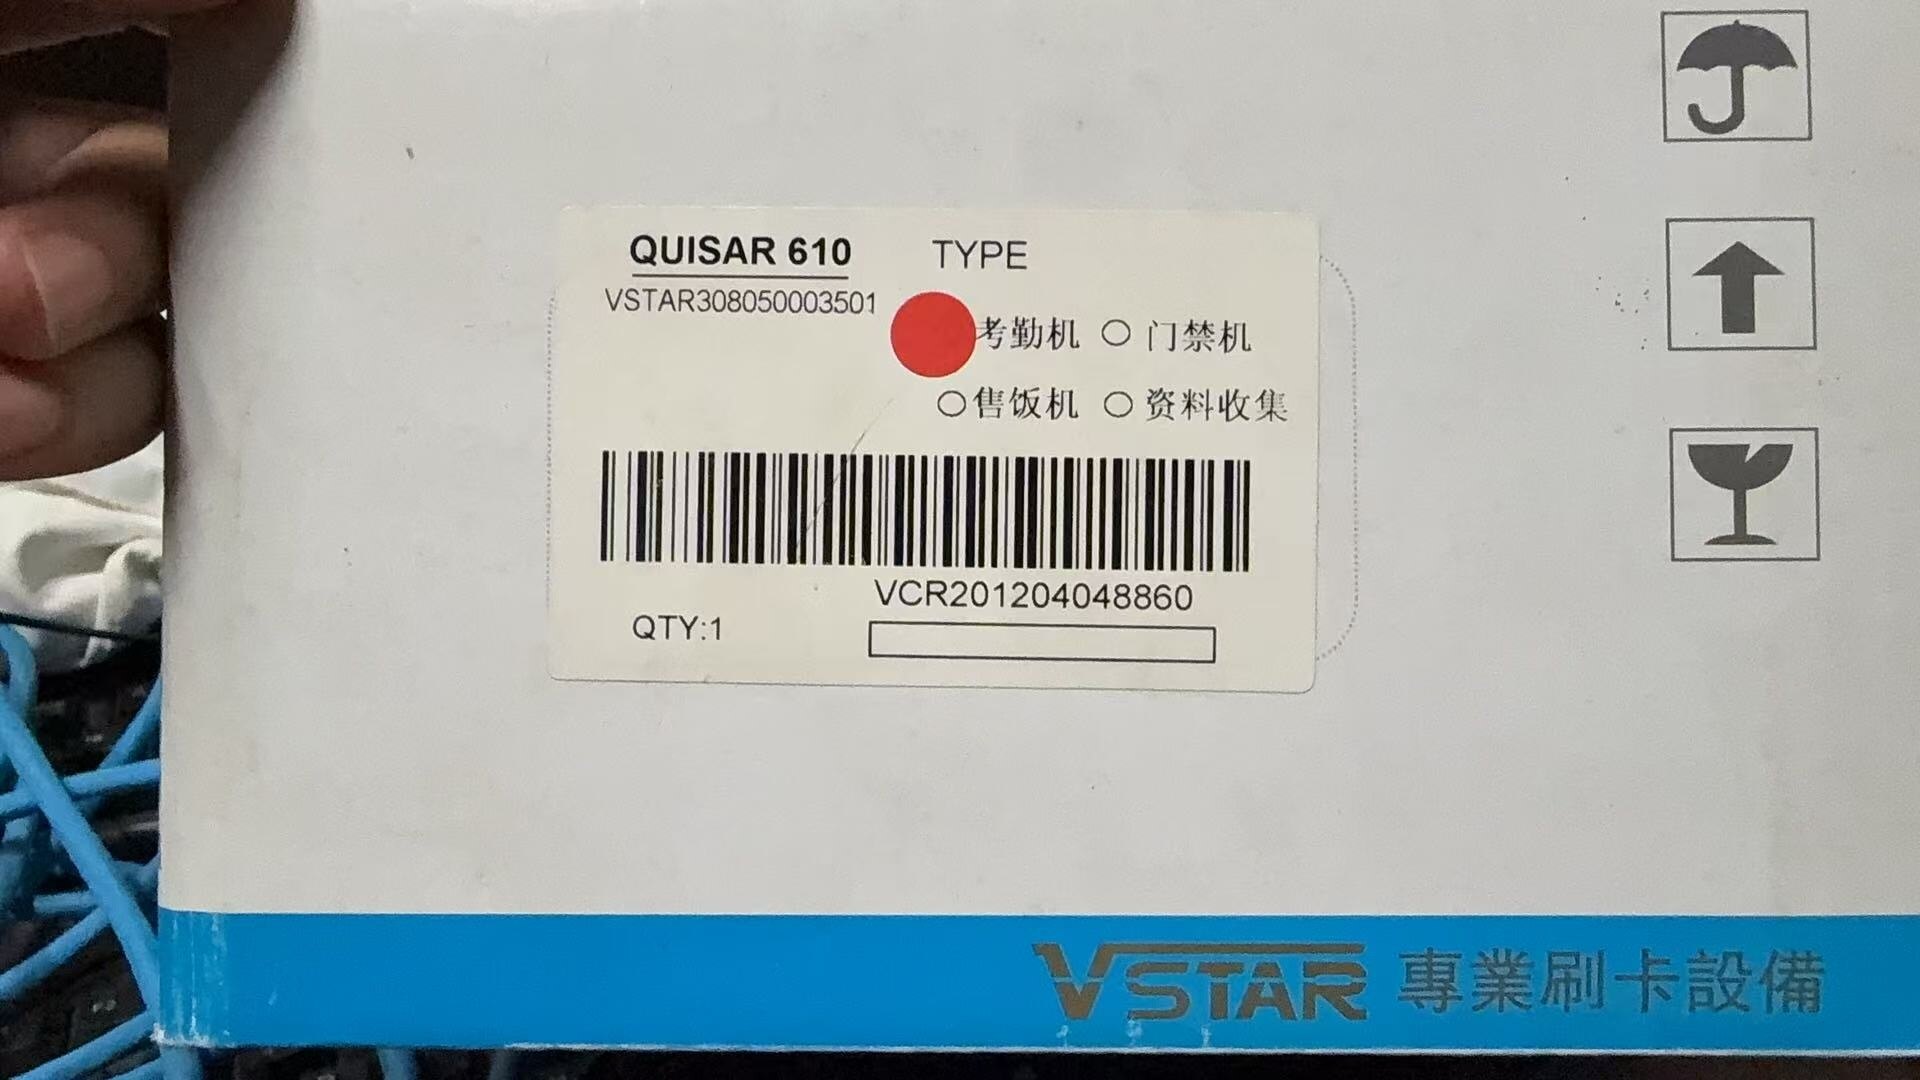 QUISAR 610 TYPE
VSTAR308050003501
考勤机 ○ 门禁机
○ 售饭机 ○ 资料收集
VCR201204048860
QTY:1
VSTAR 專業刷卡設備